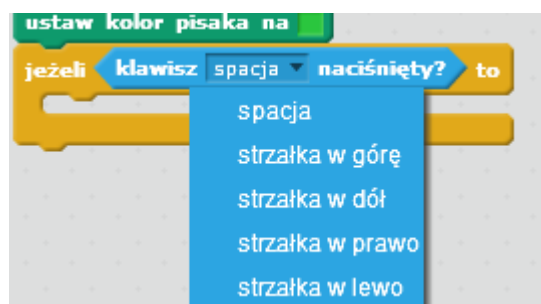 ustaw kolor pisaka na
jeżeli klawisz spacja naciśnięty? to
spacja
strzałka w górę
strzałka w dół
strzałka w prawo
strzałka w lewo